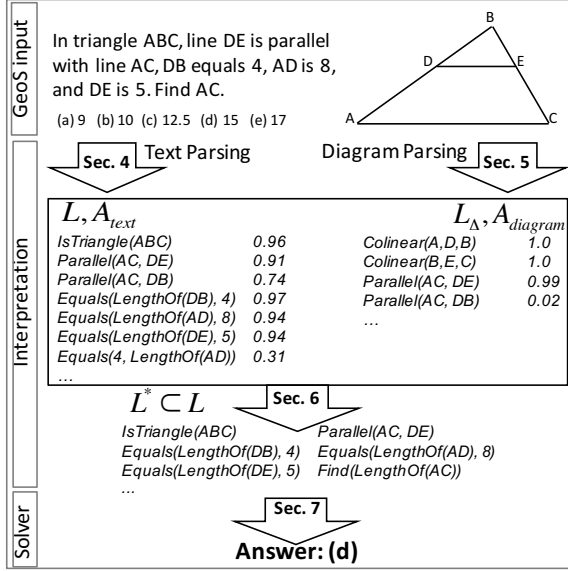 GeoS input
In triangle ABC, line DE is parallel
with line AC, DB equals 4, AD is 8,
and DE is 5. Find AC.
(a) 9 (b) 10 (c) 12.5 (d) 15 (e) 17
B
D
E
A
C
Interpretation
Sec. 4
Text Parsing
Diagram Parsing
Sec. 5
L, A_text
IsTriangle(ABC) 0.96
Parallel(AC, DE) 0.91
Parallel(AC, DB) 0.74
Equals(LengthOf(DB), 4) 0.97
Equals(LengthOf(AD), 8) 0.94
Equals(LengthOf(DE), 5) 0.94
Equals(4, LengthOf(AD)) 0.31
...
L_Δ, A_diagram
Colinear(A,D,B) 1.0
Colinear(B,E,C) 1.0
Parallel(AC, DE) 0.99
Parallel(AC, DB) 0.02
...
L* ⊂ L
Sec. 6
IsTriangle(ABC) Parallel(AC, DE)
Equals(LengthOf(DB), 4) Equals(LengthOf(AD), 8)
Equals(LengthOf(DE), 5) Find(LengthOf(AC))
...
Solver
Sec. 7
Answer: (d)